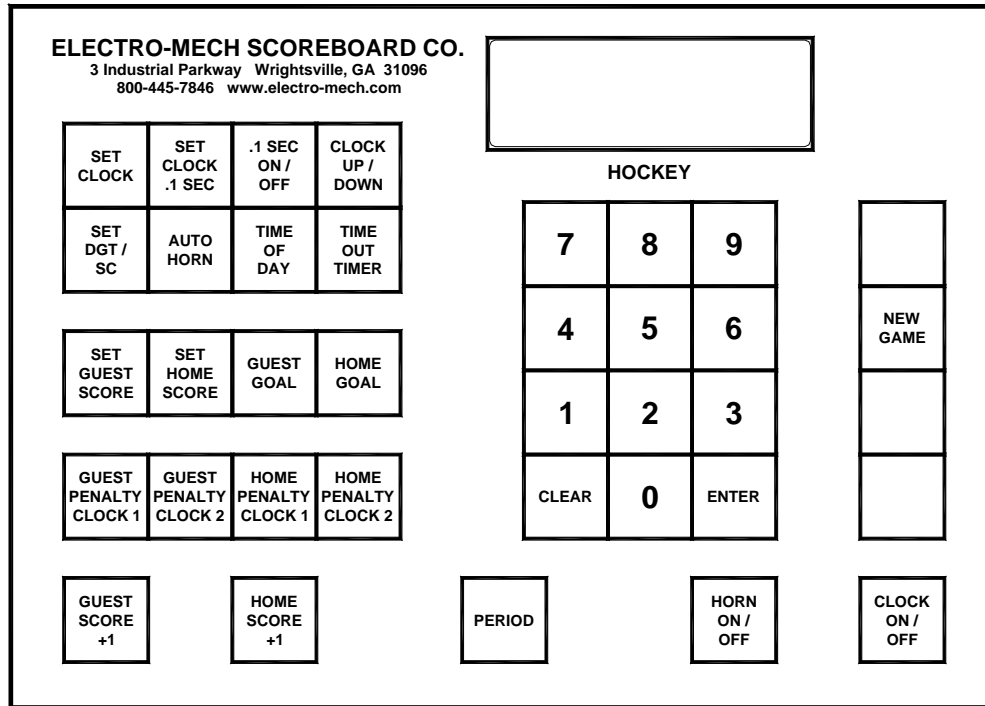 ELECTRO-MECH SCOREBOARD CO.
3 Industrial Parkway Wrightsville, GA 31096
800-445-7846 www.electro-mech.com
SET
CLOCK
SET
CLOCK
.1 SEC
.1 SEC
ON /
OFF
CLOCK
UP /
DOWN
SET
DGT /
SC
AUTO
HORN
TIME
OF
DAY
TIME
OUT
TIMER
SET
GUEST
SCORE
SET
HOME
SCORE
GUEST
GOAL
HOME
GOAL
GUEST
PENALTY
CLOCK 1
GUEST
PENALTY
CLOCK 2
HOME
PENALTY
CLOCK 1
HOME
PENALTY
CLOCK 2
GUEST
SCORE
+1
HOME
SCORE
+1
HOCKEY
7
8
9
4
5
6
1
2
3
CLEAR
0
ENTER
NEW
GAME
PERIOD
HORN
ON /
OFF
CLOCK
ON /
OFF